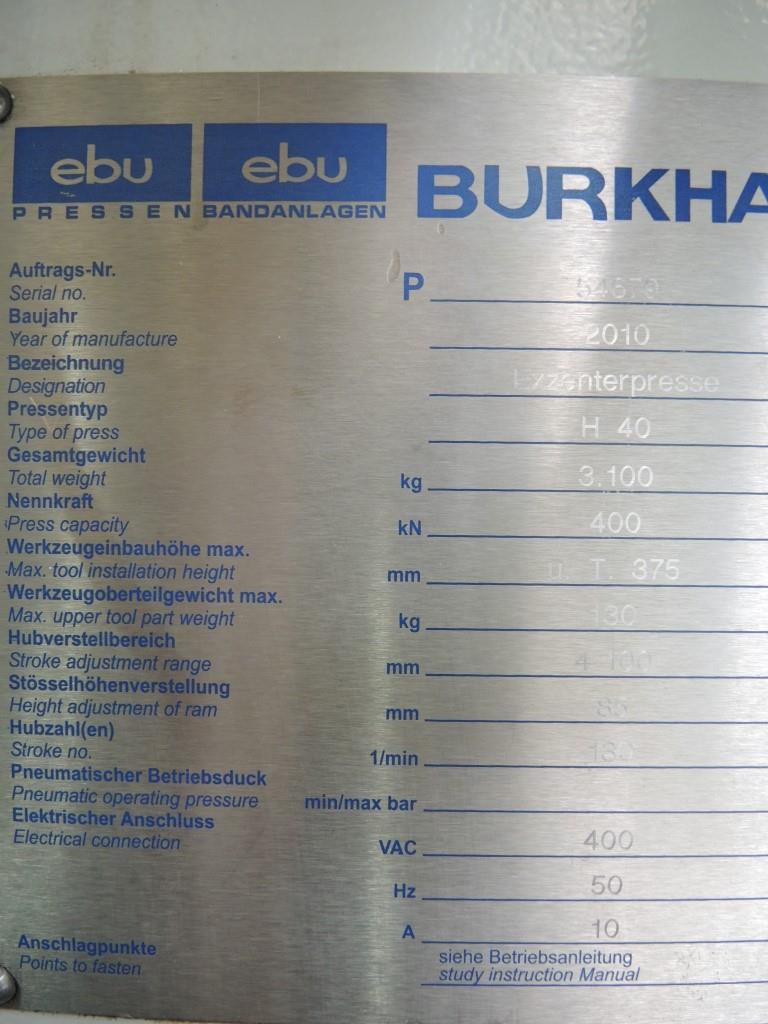 ebu ebu BURKHA
PRESSEN BANDANLAGEN
Auftrags-Nr.
Serial no. P
Baujahr
Year of manufacture 2010
Bezeichnung
Designation Exzenterpresse
Pressentyp
Type of press H 40
Gesamtgewicht
Total weight kg 3.100
Nennkraft
Press capacity kN 400
Werkzeugeinbauhöhe max.
Max. tool installation height mm u. T. 375
Werkzeugoberteilgewicht max.
Max. upper tool part weight kg 130
Hubverstellbereich
Stroke adjustment range mm 4 100
Stösselhöhenverstellung
Height adjustment of ram mm
Hubzahl(en)
Stroke no. 1/min
Pneumatischer Betriebsduck
Pneumatic operating pressure min/max bar
Elektrischer Anschluss
Electrical connection VAC 400
Hz 50
A 10
Anschlagpunkte siehe Betriebsanleitung
Points to fasten study instruction Manual